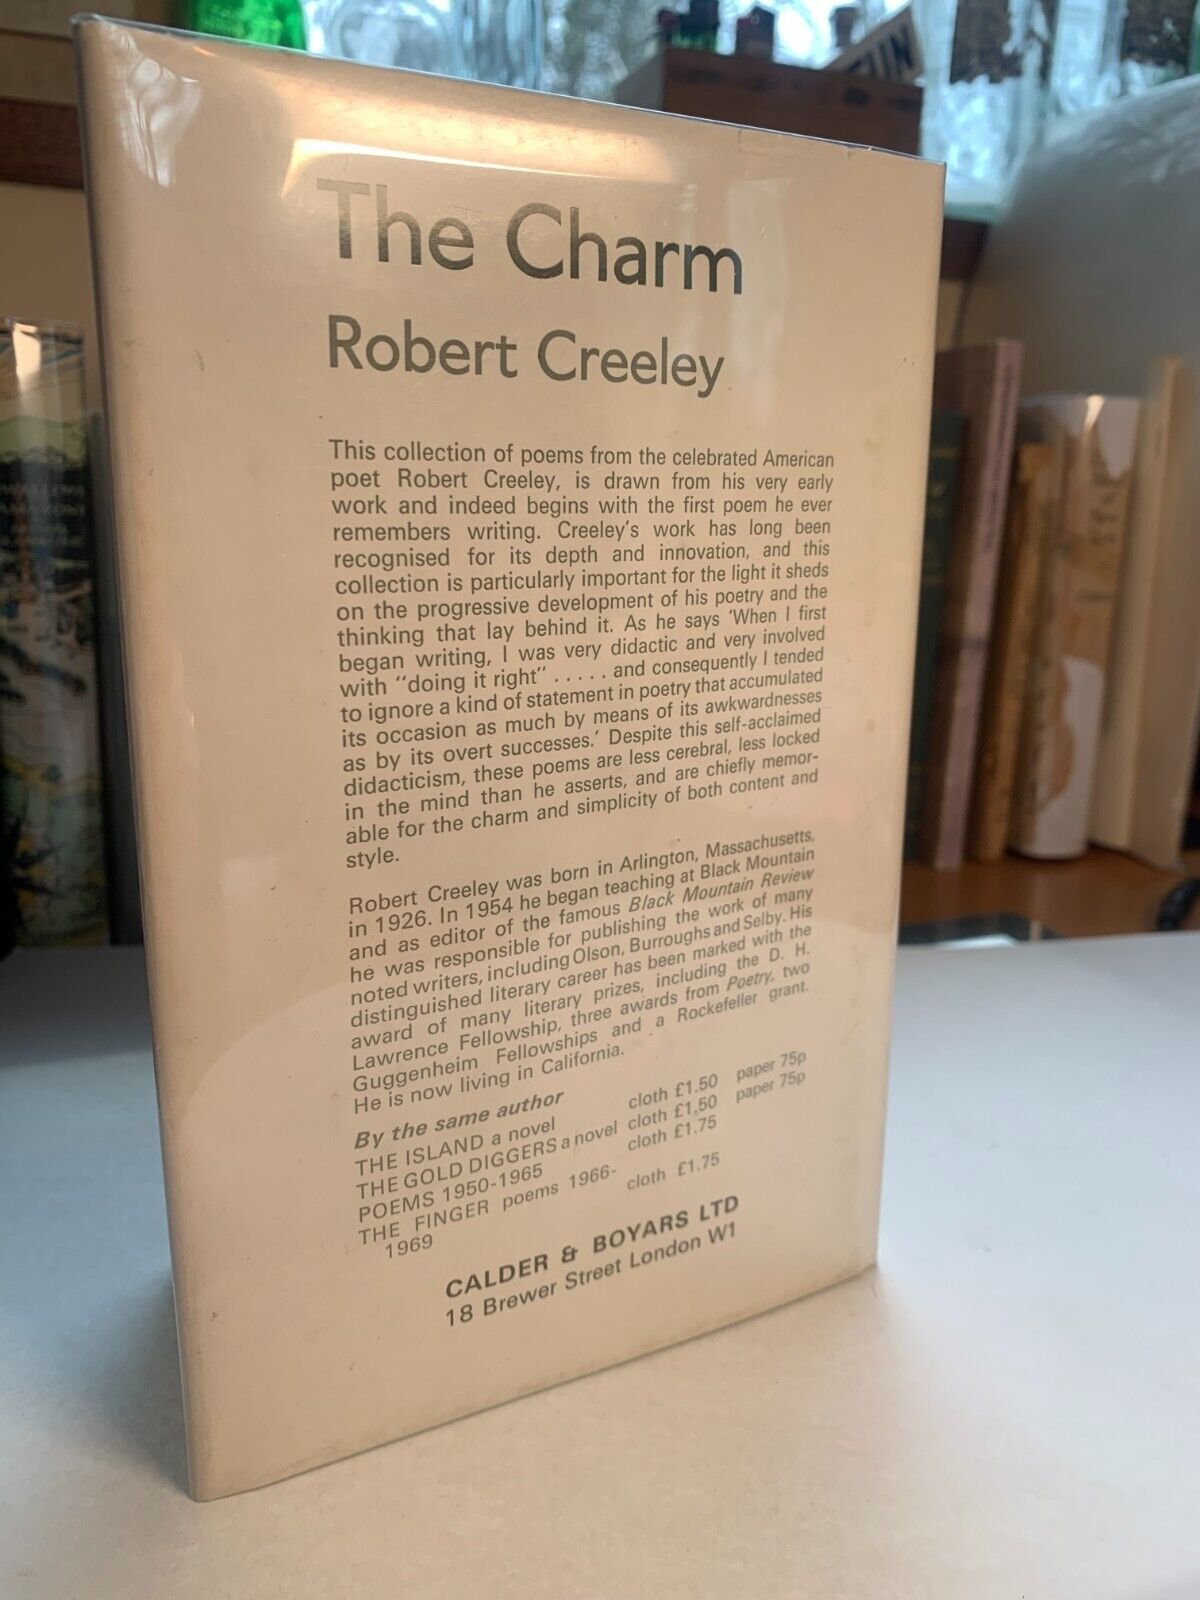 UN
The Charm
Robert Creeley
This collection of poems from the celebrated American
poet Robert Creeley, is drawn from his very early
work and indeed begins with the first poem he ever
remembers writing. Creeley's work has long been
recognised for its depth and innovation, and this
collection is particularly important for the light it sheds
on the progressive development of his poetry and the
thinking that lay behind it. As he says 'When I first
began writing, I was very didactic and very involved
with "doing it right" ..... and consequently I tended
to ignore a kind of statement in poetry that accumulated
its occasion as much by means of its awkwardnesses
as by its overt successes.' Despite this self-acclaimed
didacticism, these poems are less cerebral, less locked
in the mind than he asserts, and are chiefly memor-
able for the charm and simplicity of both content and
style.
Robert Creeley was born in Arlington, Massachusetts,
in 1926. In 1954 he began teaching at Black Mountain
and as editor of the famous Black Mountain Review
he was responsible for publishing the work of many
noted writers, including Olson, Burroughs and Selby. His
distinguished literary career has been marked with the
award of many literary prizes, including the D. H.
Lawrence Fellowship, three awards from Poetry, two
Guggenheim Fellowships and a Rockefeller grant.
He is now living in California.
By the same author
THE ISLAND a novel cloth £1.50 paper 75p
THE GOLD DIGGERS a novel cloth £1.50 paper 75p
POEMS 1950-1965 cloth £1.75
THE FINGER poems 1966-
1969 cloth £1.75
CALDER & BOYARS LTD
18 Brewer Street London W1